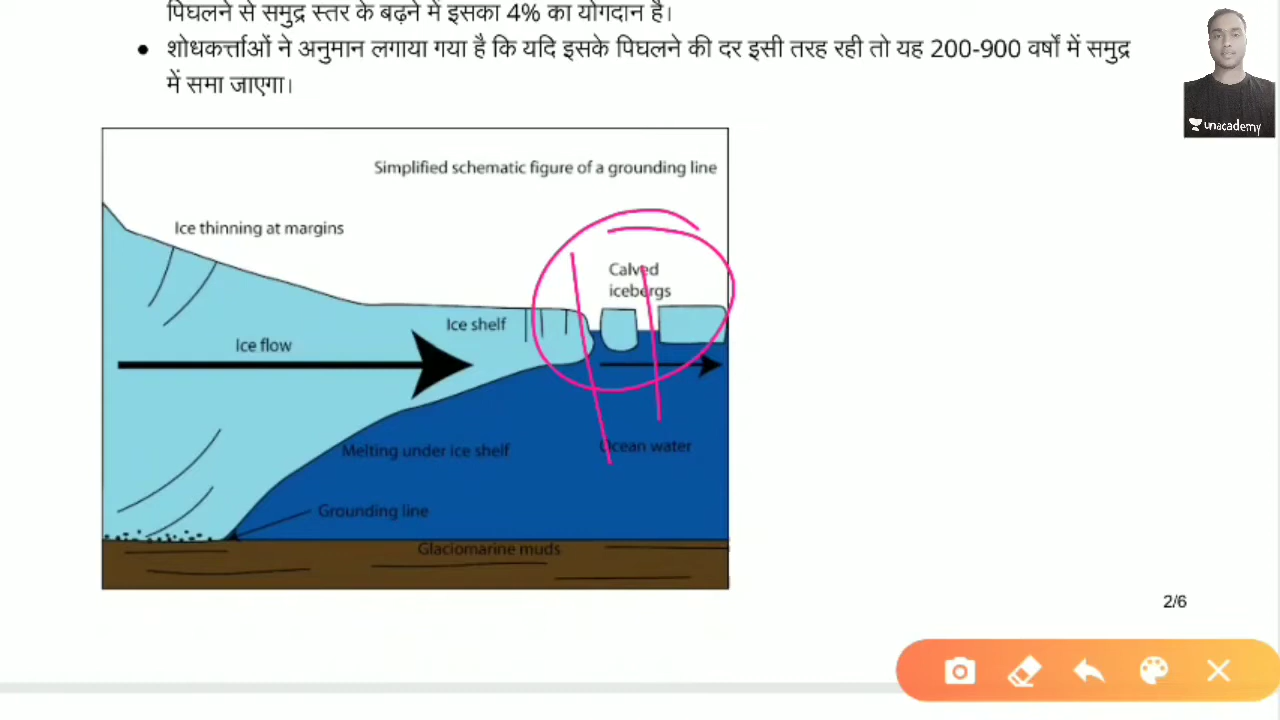 पिघलने से समुद्र स्तर के बढ़ने में इसका 4% का योगदान है।
शोधकर्त्ताओं ने अनुमान लगाया गया है कि यदि इसके पिघलने की दर इसी तरह रही तो यह 200-900 वर्षों में समुद्र
में समा जाएगा।
unacademy
Simplified schematic figure of a grounding line
Ice thinning at margins
Calved
icebergs
Ice shelf
Ice flow
Ocean water
Melting under ice shelf
Grounding line
Glaciomarine muds
2/6